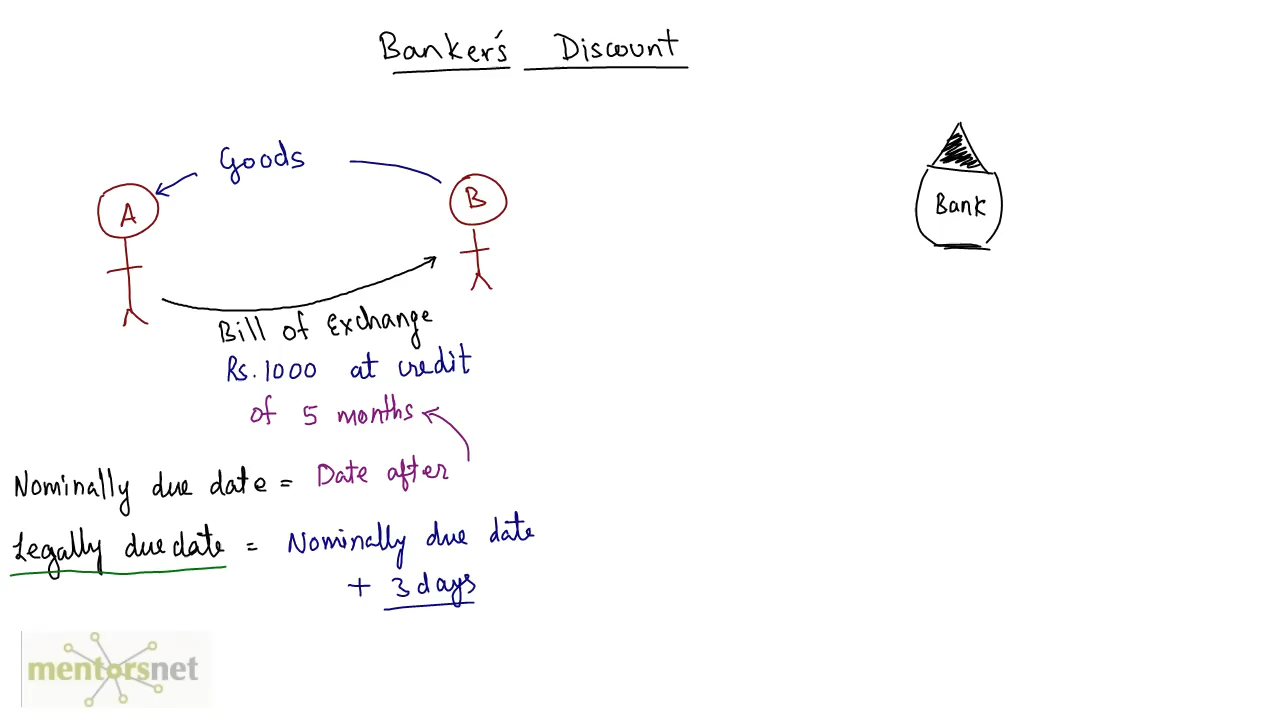 Banker's Discount
Goods
A
B
Bank
Bill of Exchange
Rs. 1000 at credit
of 5 months
Nominally due date = Date after
Legally due date = Nominally due date
+ 3 days
mentorsnet